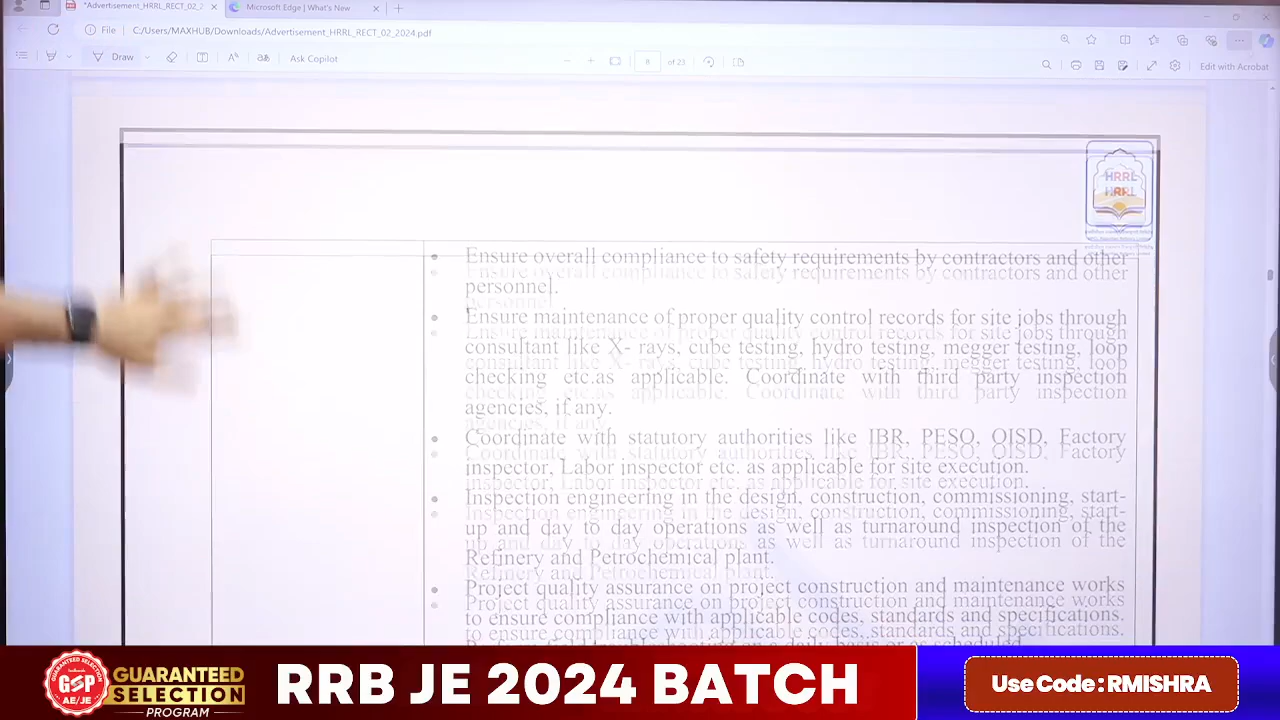 *Advertisement_HRRL_RECT_02_2
Microsoft Edge | What's New
File C:/Users/MAXHUB/Downloads/Advertisement_HRRL_RECT_02_2024.pdf
Draw
Ask Copilot
8 of 23
Edit with Acrobat
HRRL
Ensure overall compliance to safety requirements by contractors and other
personnel.
Ensure maintenance of proper quality control records for site jobs through
consultant like X- rays, cube testing, hydro testing, megger testing, loop
checking etc.as applicable. Coordinate with third party inspection
agencies, if any.
Coordinate with statutory authorities like IBR, PESO, OISD, Factory
inspector, Labor inspector etc. as applicable for site execution.
Inspection engineering in the design, construction, commissioning, start-
up and day to day operations as well as turnaround inspection of the
Refinery and Petrochemical plant.
Project quality assurance on project construction and maintenance works
to ensure compliance with applicable codes, standards and specifications.
GUARANTEED SELECTION
GSP
AE/JE
GUARANTEED
SELECTION
PROGRAM
RRB JE 2024 BATCH
Use Code : RMISHRA